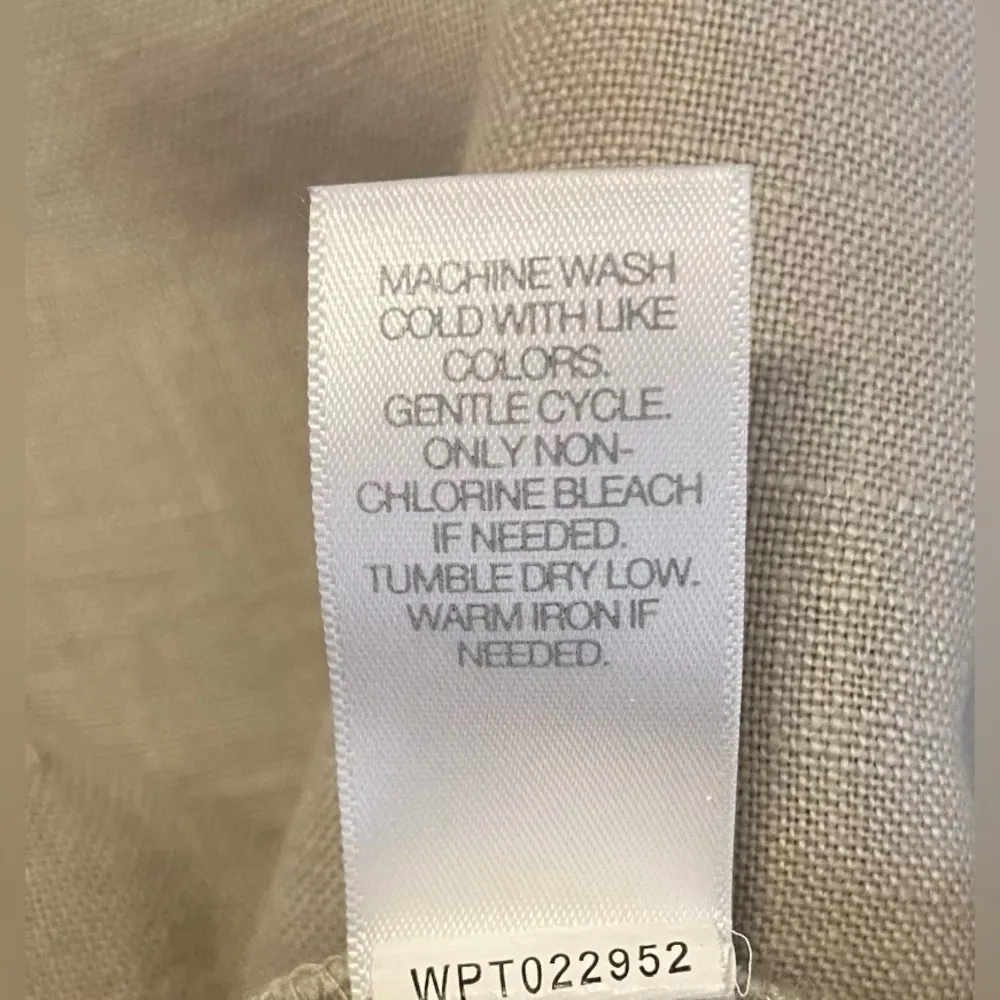 MACHINE WASH
COLD WITH LIKE
COLORS.
GENTLE CYCLE.
ONLY NON-
CHLORINE BLEACH
IF NEEDED.
TUMBLE DRY LOW.
WARM IRON IF
NEEDED.
WPT022952